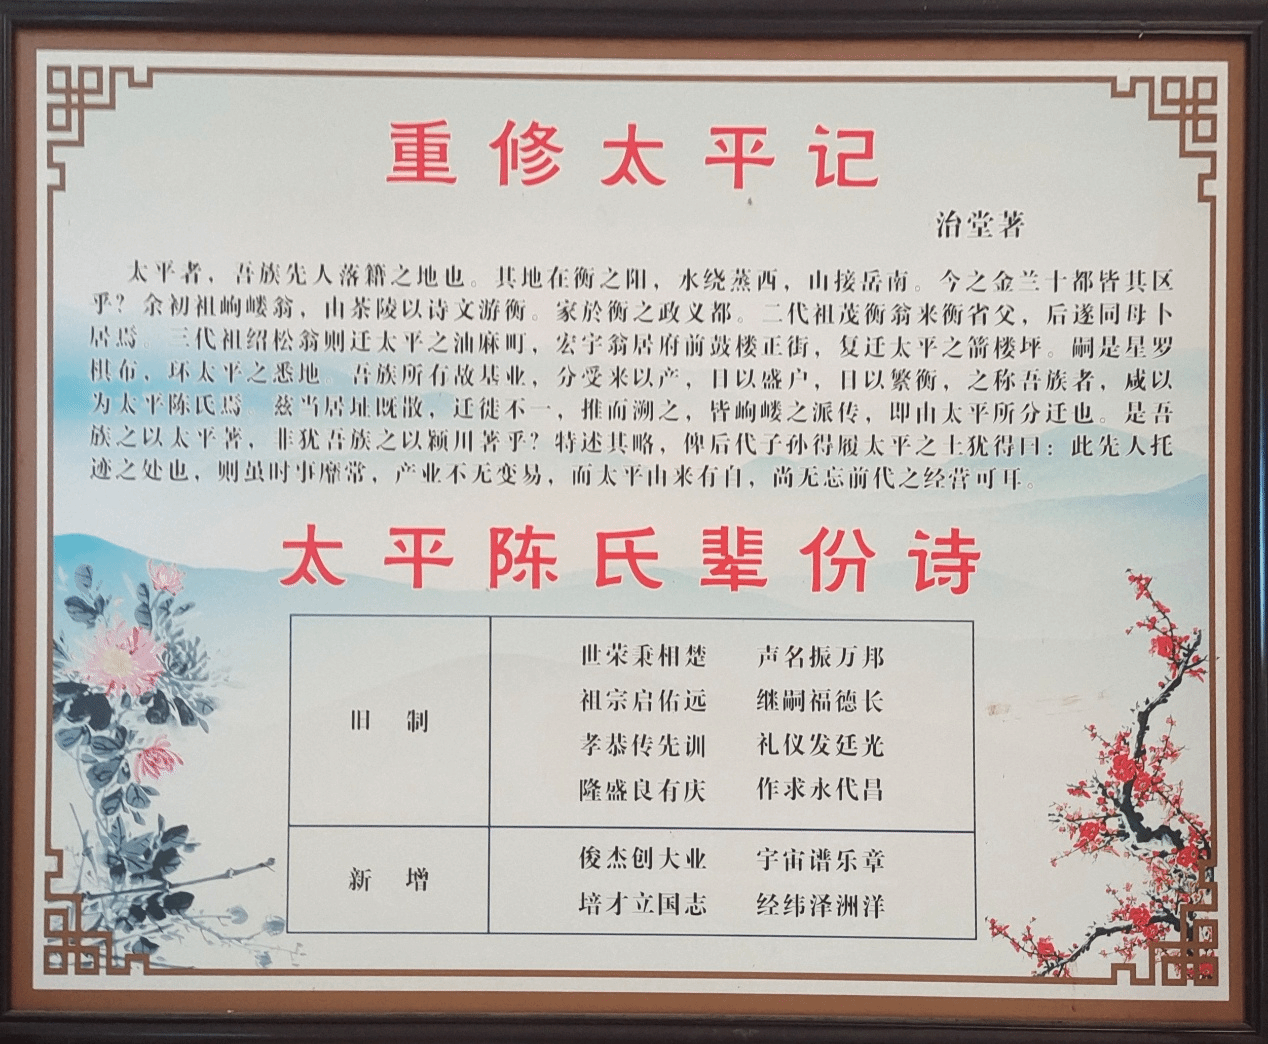 重修太平记
治堂著
太平者，吾族先人落籍之地也。其地在衡之阳，水绕蒸西，山接岳南。今之金兰十都皆其区
乎？余初祖岣嵝翁，由茶陵以诗文游衡。家於衡之政义都。二代祖茂衡翁来衡省父，后遂同母卜
居焉。三代祖绍松翁则迁太平之油麻町，宏宇翁居府前鼓楼正街，复迁太平之箭楼坪。嗣是星罗
棋布，环太平之悉地。吾族所有故基业，分受来以产，日以盛户，日以繁衡，之称吾族者，咸以
为太平陈氏焉。兹当居址既散，迁徙不一，推而溯之，皆岣嵝之派传，即由太平所分迁也。是吾
族之以太平著，非犹吾族之以颖川著乎？特述其略，俾后代子孙得履太平之土犹得曰：此先人托
迹之处也，则虽时事靡常，产业不无变易，而太平由来有自，尚无忘前代之经营可耳。
太平陈氏辈份诗
旧 制
世荣秉相楚 声名振万邦
祖宗启佑远 继嗣福德长
孝恭传先训 礼仪发廷光
隆盛良有庆 作求永代昌
新 增
俊杰创大业 宇宙谱乐章
培才立国志 经纬泽洲洋